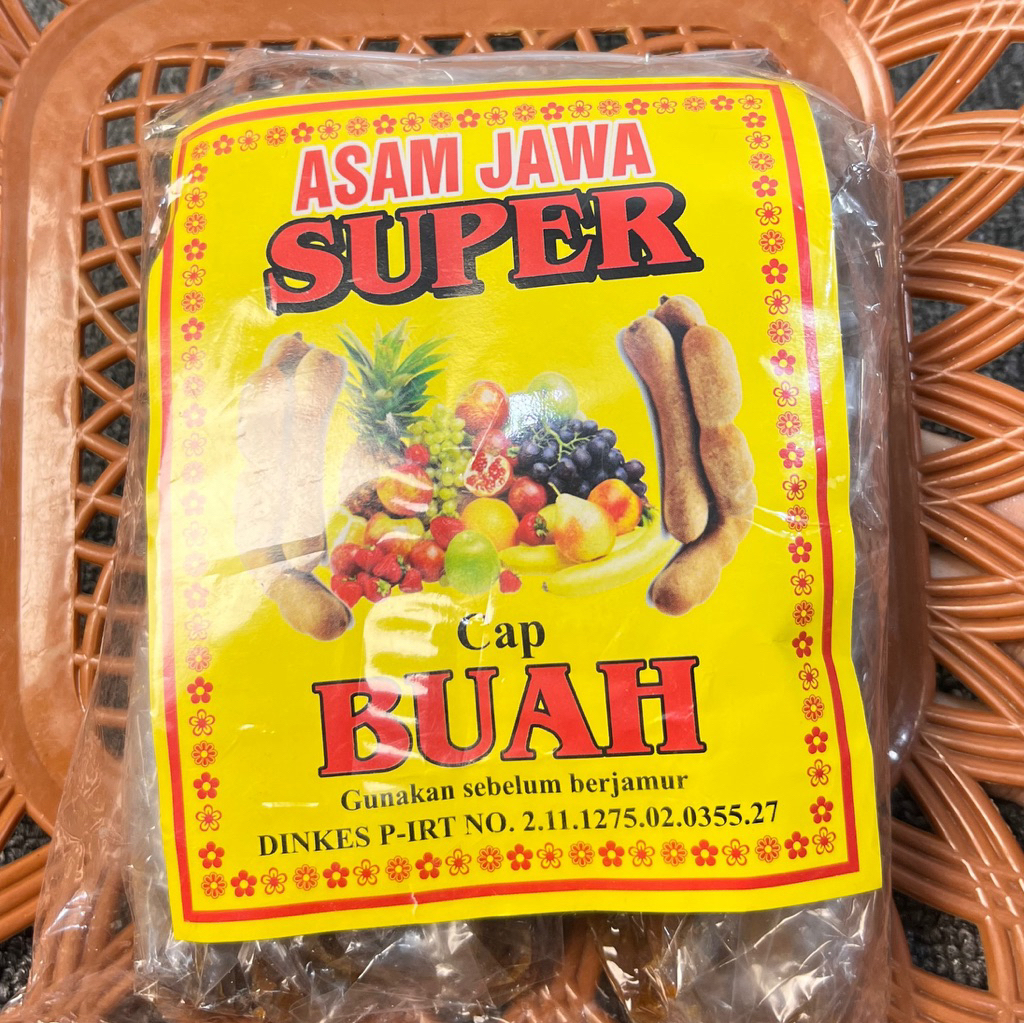 ASAM JAWA
SUPER
Cap
BUAH
Gunakan sebelum berjamur
DINKES P-IRT NO. 2.11.1275.02.0355.27